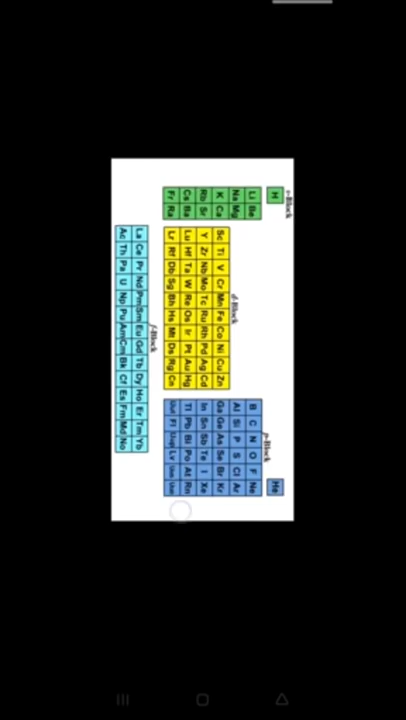 s-Block
H He
p-Block
Li Be B C N O F Ne
d-Block
Na Mg Al Si P S Cl Ar
K Ca Sc Ti V Cr Mn Fe Co Ni Cu Zn Ga Ge As Se Br Kr
Rb Sr Y Zr Nb Mo Tc Ru Rh Pd Ag Cd In Sn Sb Te I Xe
Cs Ba Lu Hf Ta W Re Os Ir Pt Au Hg Tl Pb Bi Po At Rn
Fr Ra Lr Rf Db Sg Bh Hs Mt Ds Rg Cn Fl Lv
f-Block
La Ce Pr Nd Pm Sm Eu Gd Tb Dy Ho Er Tm Yb
Ac Th Pa U Np Pu Am Cm Bk Cf Es Fm Md No